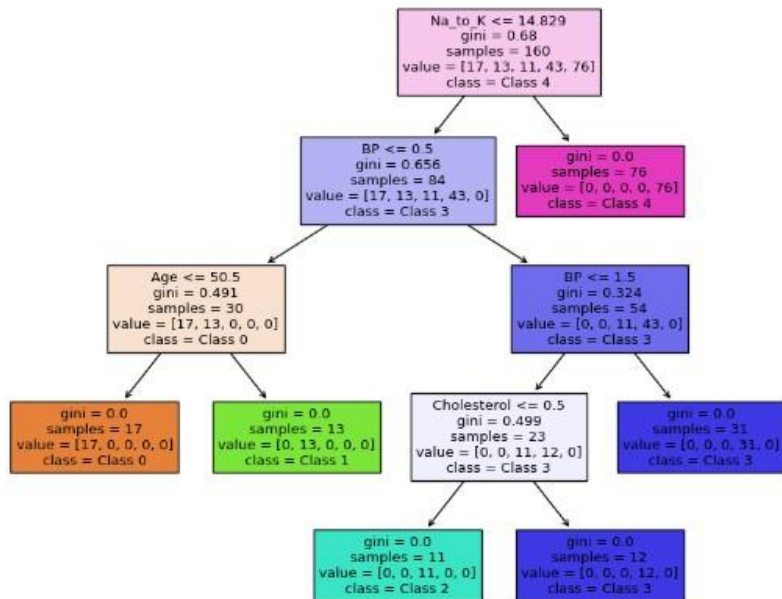 Na_to_K <= 14.829
gini = 0.68
samples = 160
value = [17, 13, 11, 43, 76]
class = Class 4
BP <= 0.5
gini = 0.656
samples = 84
value = [17, 13, 11, 43, 0]
class = Class 3
gini = 0.0
samples = 76
value = [0, 0, 0, 0, 76]
class = Class 4
Age <= 50.5
gini = 0.491
samples = 30
value = [17, 13, 0, 0, 0]
class = Class 0
BP <= 1.5
gini = 0.324
samples = 54
value = [0, 0, 11, 43, 0]
class = Class 3
gini = 0.0
samples = 17
value = [17, 0, 0, 0, 0]
class = Class 0
gini = 0.0
samples = 13
value = [0, 13, 0, 0, 0]
class = Class 1
Cholesterol <= 0.5
gini = 0.499
samples = 23
value = [0, 0, 11, 12, 0]
class = Class 3
gini = 0.0
samples = 31
value = [0, 0, 0, 31, 0]
class = Class 3
gini = 0.0
samples = 11
value = [0, 0, 11, 0, 0]
class = Class 2
gini = 0.0
samples = 12
value = [0, 0, 0, 12, 0]
class = Class 3